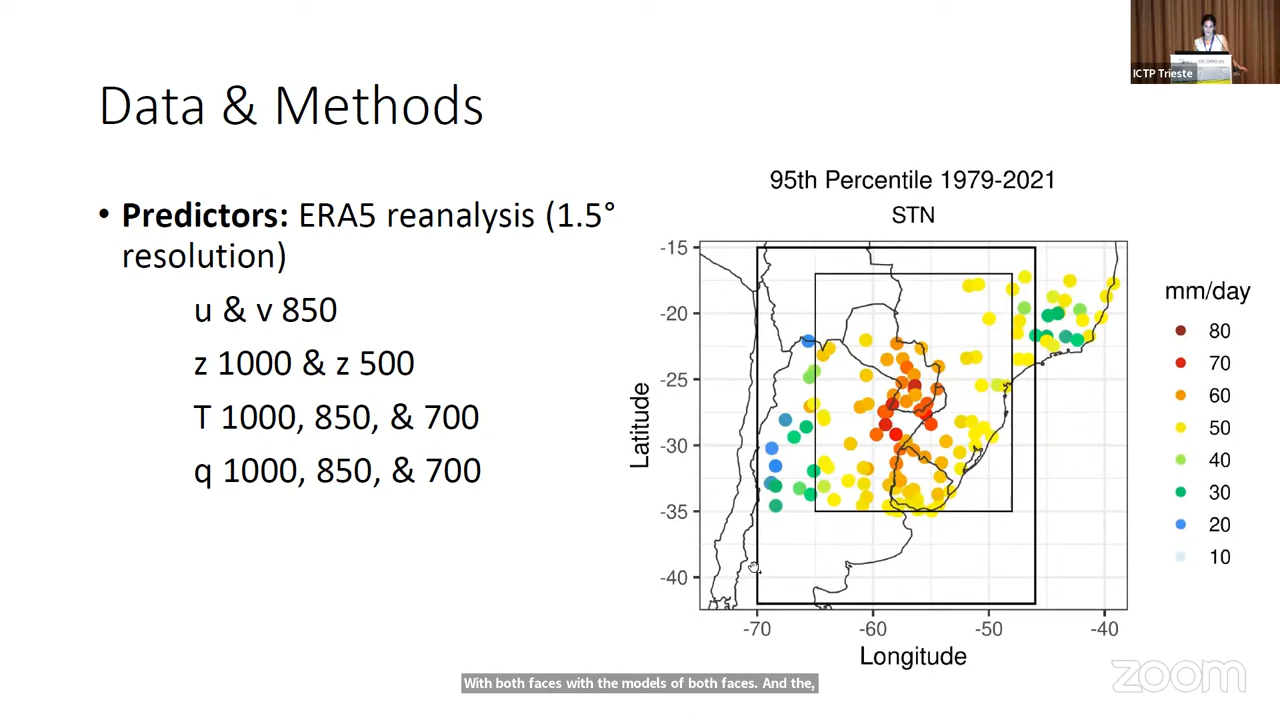 ICTP Trieste
Data & Methods
• Predictors: ERA5 reanalysis (1.5°
resolution)
u & v 850
z 1000 & z 500
T 1000, 850, & 700
q 1000, 850, & 700
95th Percentile 1979-2021
STN
-15
-20
-25
-30
-35
-40
Latitude
-70
-60
-50
-40
Longitude
mm/day
80
70
60
50
40
30
20
10
With both faces with the models of both faces. And the,
zoom